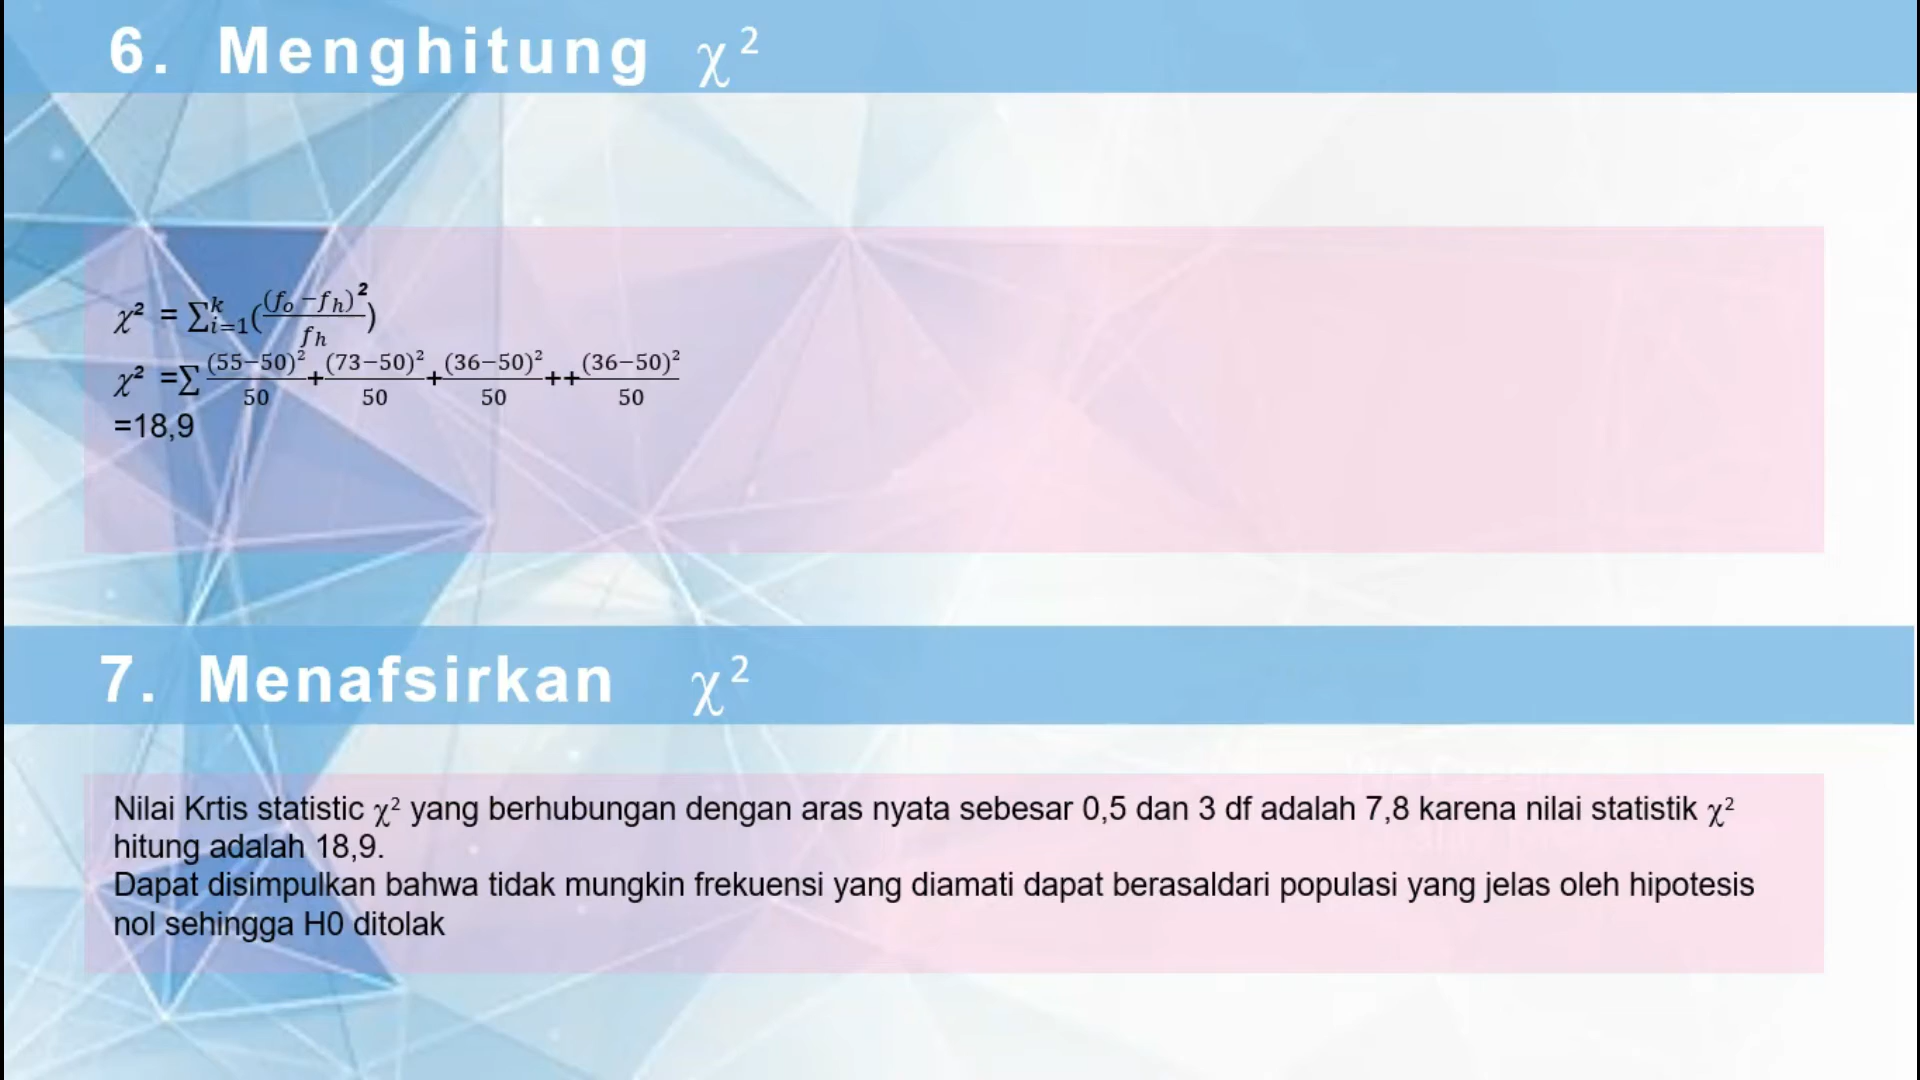 6. Menghitung χ²
χ² = ∑ᵏᵢ₌₁((fₒ −fₕ)²/fₕ)
χ² =∑ (55−50)²/50 + (73−50)²/50 + (36−50)²/50 ++ (36−50)²/50
=18,9
7. Menafsirkan χ²
Nilai Krtis statistic χ² yang berhubungan dengan aras nyata sebesar 0,5 dan 3 df adalah 7,8 karena nilai statistik χ²
hitung adalah 18,9.
Dapat disimpulkan bahwa tidak mungkin frekuensi yang diamati dapat berasaldari populasi yang jelas oleh hipotesis
nol sehingga H0 ditolak